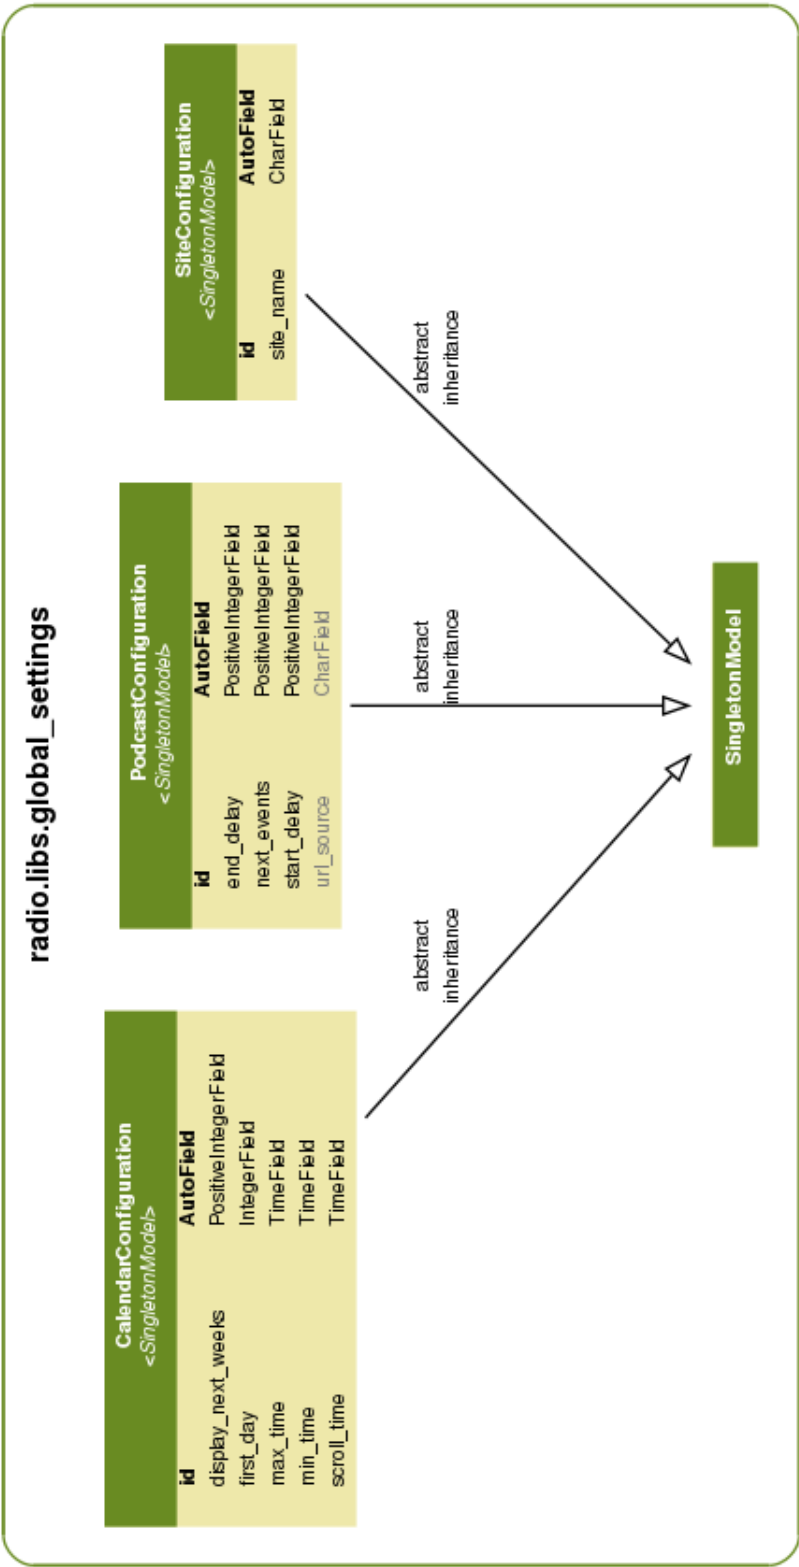 radio.libs.global_settings
CalendarConfiguration
<SingletonModel>
id AutoField
display_next_weeks PositiveIntegerField
first_day IntegerField
max_time TimeField
min_time TimeField
scroll_time TimeField
PodcastConfiguration
<SingletonModel>
id AutoField
end_delay PositiveIntegerField
next_events PositiveIntegerField
start_delay PositiveIntegerField
url_source CharField
SiteConfiguration
<SingletonModel>
id AutoField
site_name CharField
abstract
inheritance
abstract
inheritance
abstract
inheritance
SingletonModel